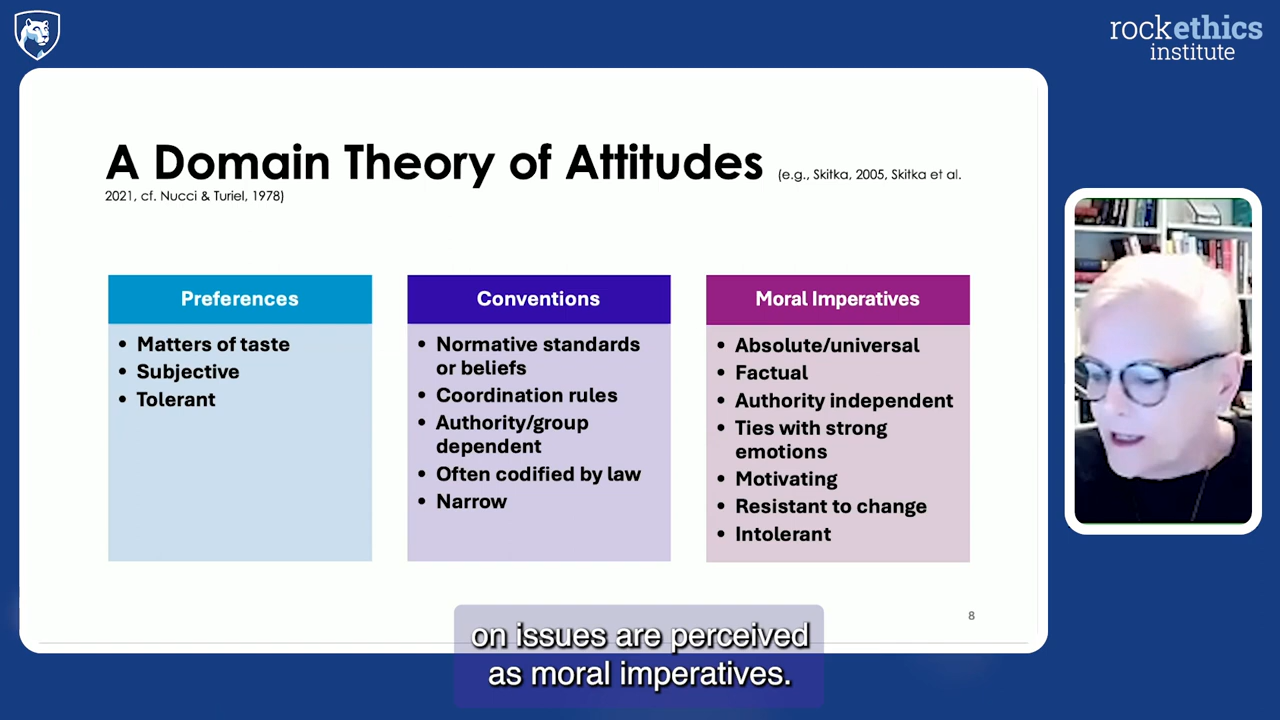 rockethics
institute
A Domain Theory of Attitudes (e.g., Skitka, 2005, Skitka et al.
2021, cf. Nucci & Turiel, 1978)
Preferences
• Matters of taste
• Subjective
• Tolerant
Conventions
• Normative standards
or beliefs
• Coordination rules
• Authority/group
dependent
• Often codified by law
• Narrow
Moral Imperatives
• Absolute/universal
• Factual
• Authority independent
• Ties with strong
emotions
• Motivating
• Resistant to change
• Intolerant
8
on issues are perceived
as moral imperatives.